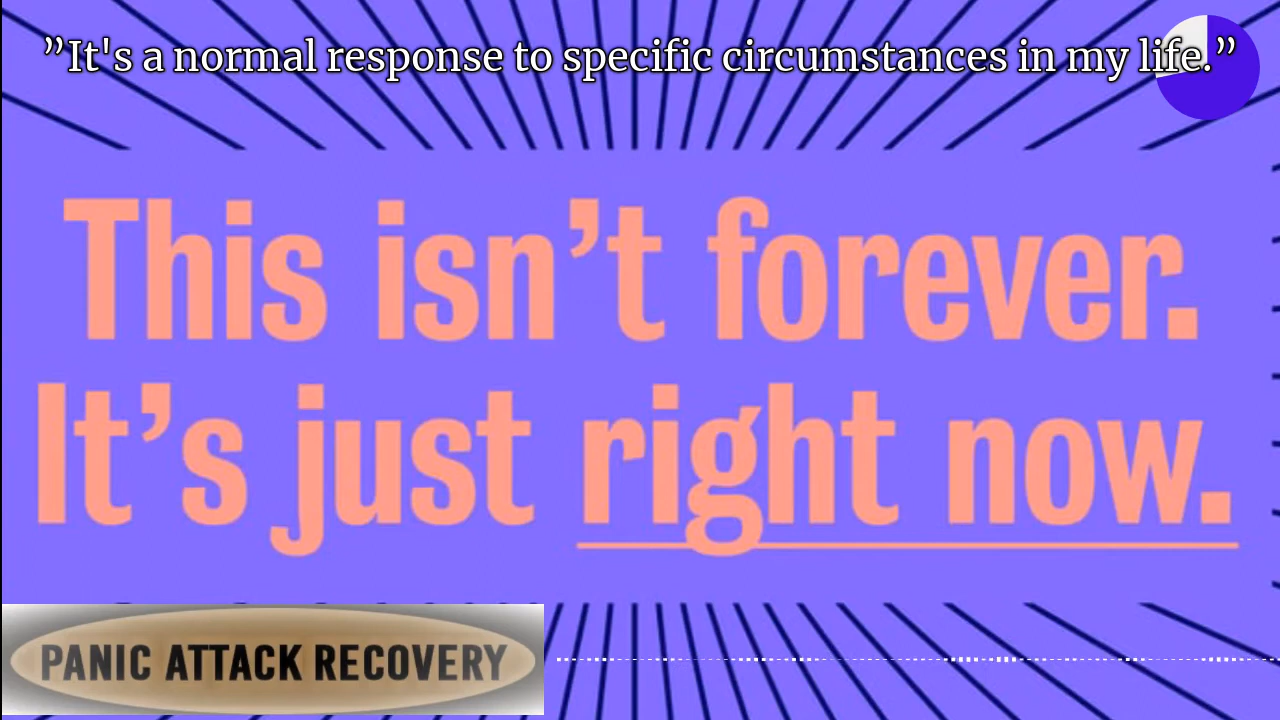 ”It's a normal response to specific circumstances in my life.”
This isn’t forever.
It’s just right now.
PANIC ATTACK RECOVERY